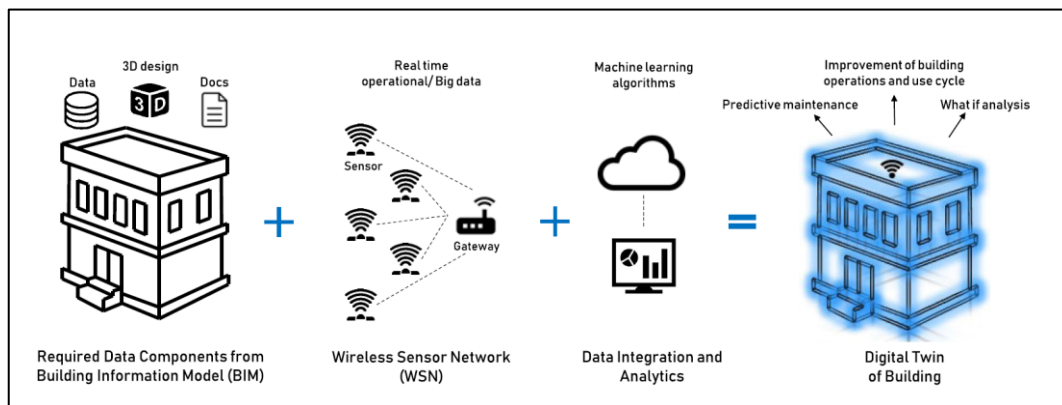 3D design
Data
Docs
3D
Required Data Components from
Building Information Model (BIM)
+
Real time
operational/ Big data
Sensor
Gateway
Wireless Sensor Network
(WSN)
+
Machine learning
algorithms
Data Integration and
Analytics
=
Improvement of building
operations and use cycle
Predictive maintenance
What if analysis
Digital Twin
of Building